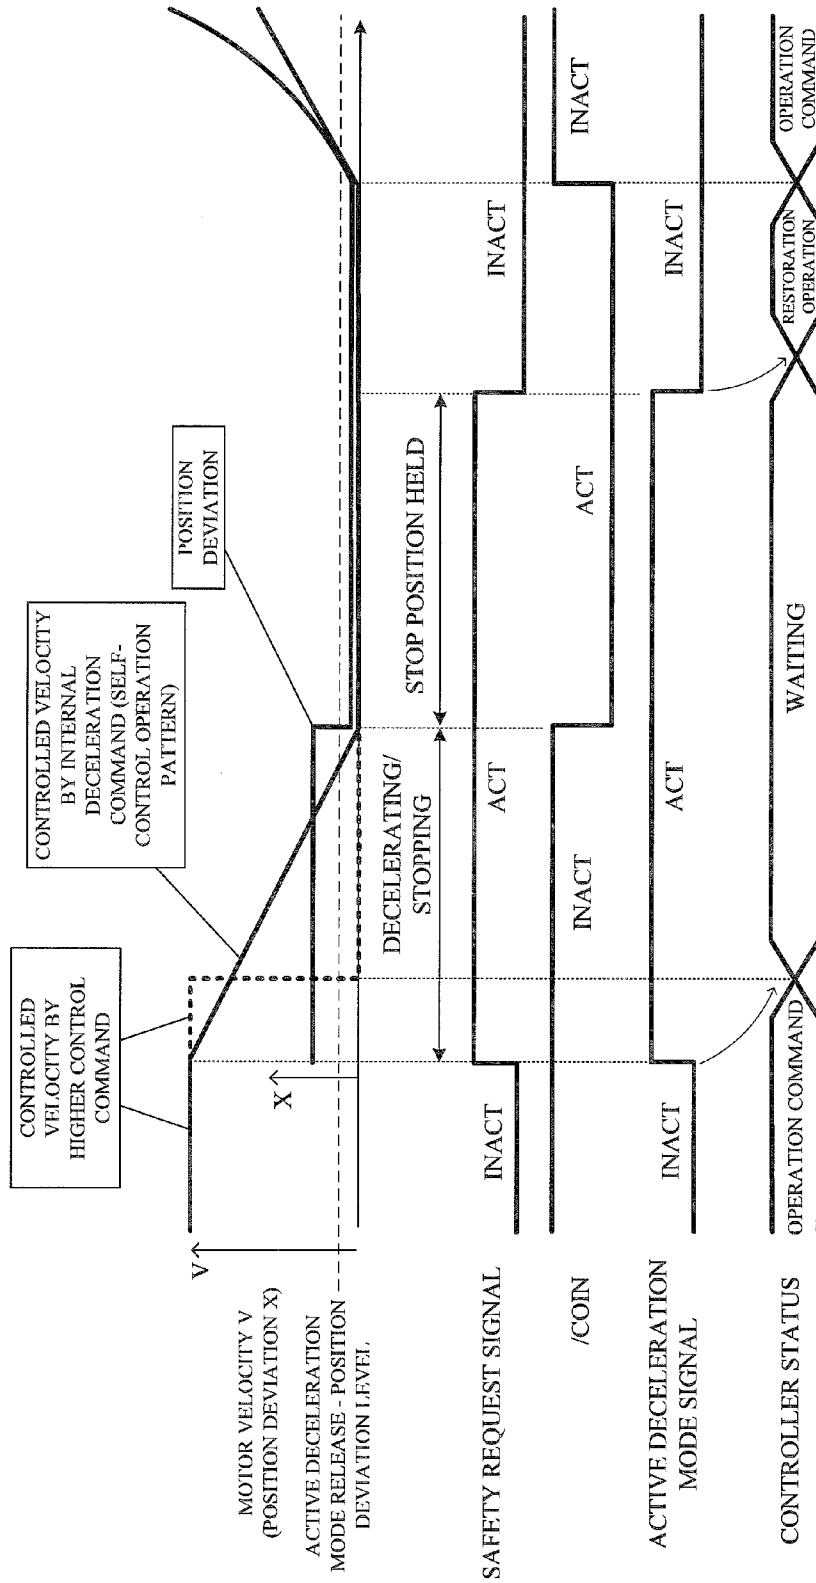 CONTROLLED
VELOCITY BY
HIGHER CONTROL
COMMAND
CONTROLLED VELOCITY
BY INTERNAL
DECELERATION
COMMAND (SELF-
CONTROL OPERATION
PATTERN)
POSITION
DEVIATION
V
X
MOTOR VELOCITY V
(POSITION DEVIATION X)
ACTIVE DECELERATION
MODE RELEASE - POSITION
DEVIATION LEVEL
DECELERATING/
STOPPING
STOP POSITION HELD
SAFETY REQUEST SIGNAL
INACT
ACT
INACT
/COIN
INACT
ACT
INACT
ACTIVE DECELERATION
MODE SIGNAL
INACT
ACT
INACT
CONTROLLER STATUS
OPERATION COMMAND
WAITING
RESTORATION
OPERATION
OPERATION
COMMAND